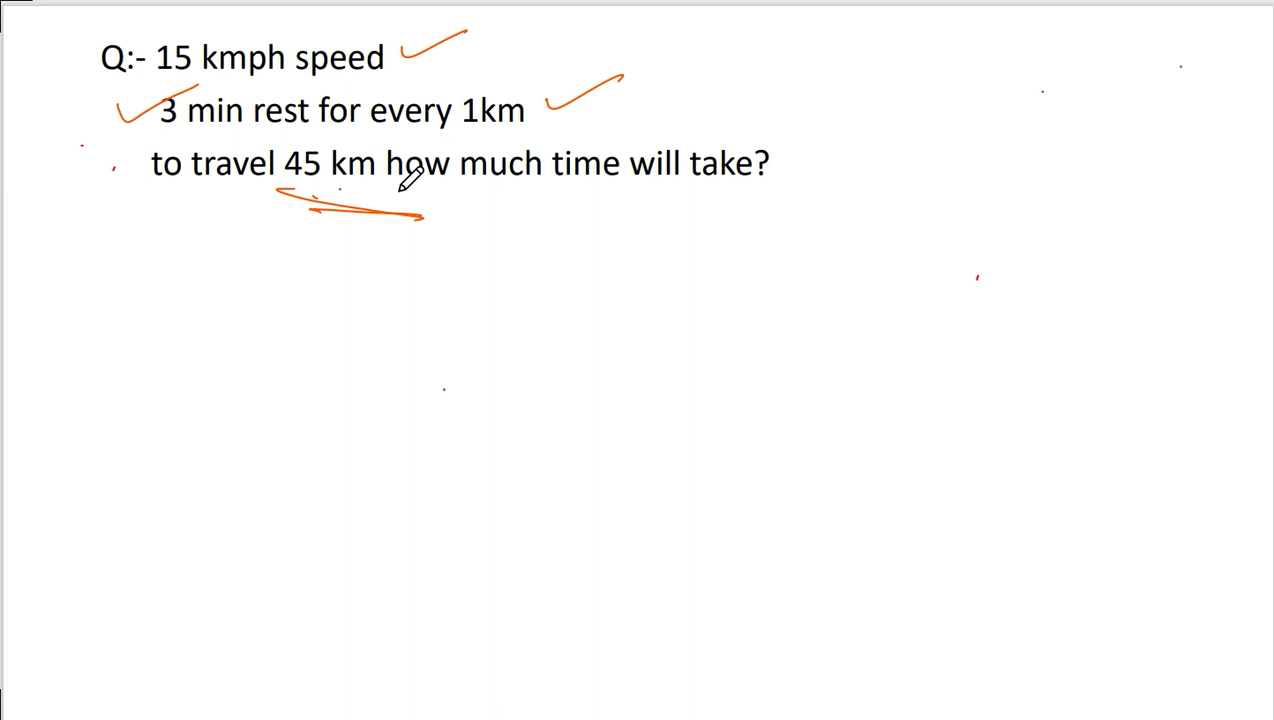 Q:- 15 kmph speed
3 min rest for every 1km
to travel 45 km how much time will take?